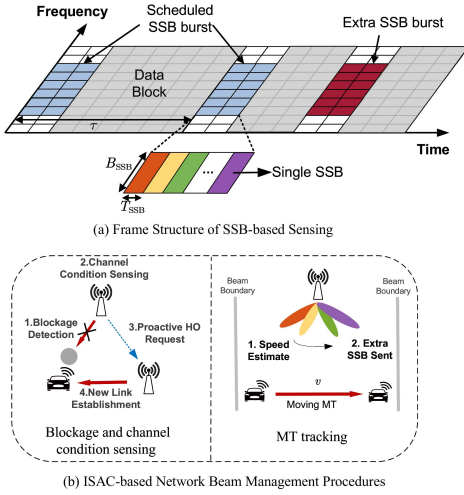 Frequency
Scheduled
SSB burst
Extra SSB burst
Data
Block
τ
Time
B_SSB
Single SSB
...
T_SSB
(a) Frame Structure of SSB-based Sensing
2.Channel
Condition Sensing
1.Blockage
Detection
3.Proactive HO
Request
4.New Link
Establishment
Blockage and channel
condition sensing
Beam
Boundary
Beam
Boundary
1. Speed
Estimate
2. Extra
SSB Sent
v
Moving MT
MT tracking
(b) ISAC-based Network Beam Management Procedures